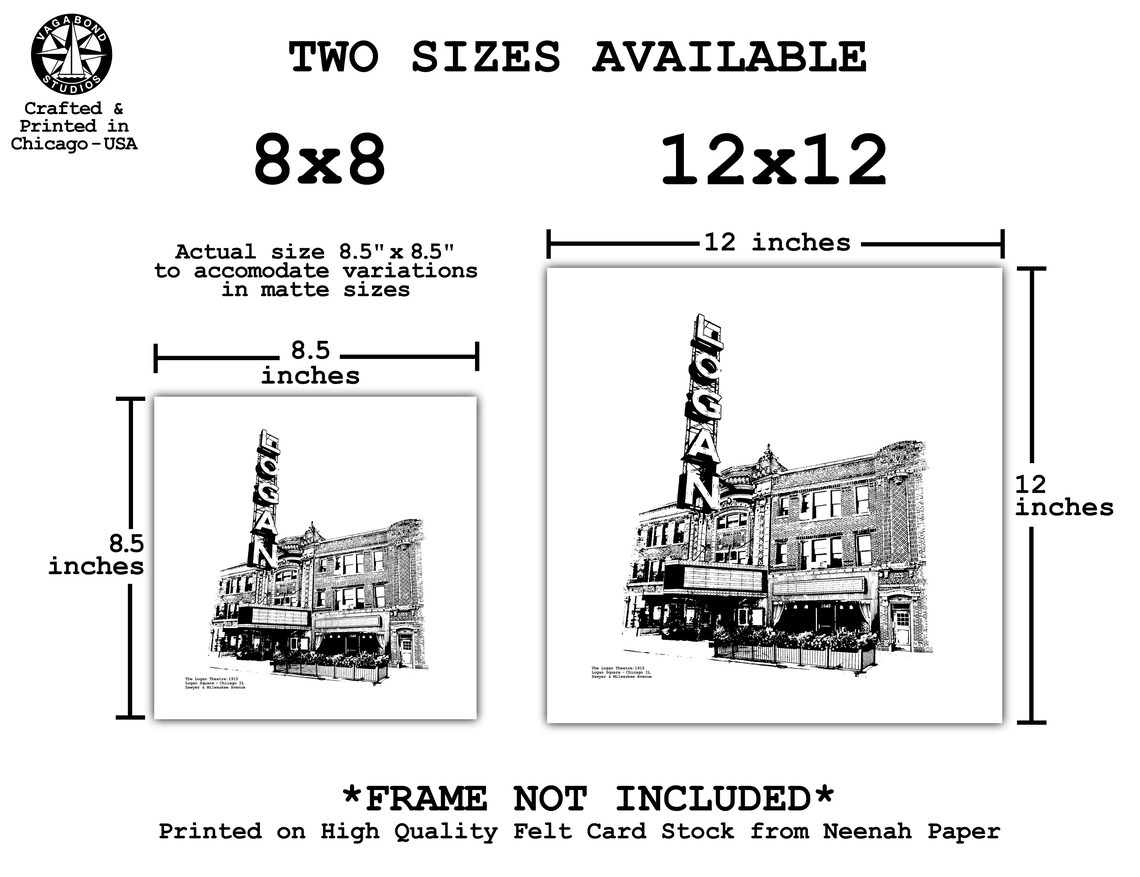 VAGABOND
STUDIOS
Crafted &
Printed in
Chicago-USA
TWO SIZES AVAILABLE
8x8
12x12
Actual size 8.5" x 8.5"
to accomodate variations
in matte sizes
8.5
inches
8.5
inches
LOGAN
The Logan Theatre:1915
Logan Square - Chicago IL
Sawyer & Milwaukee Avenue
12 inches
12
inches
LOGAN
The Logan Theatre:1915
Logan Square - Chicago IL
Sawyer & Milwaukee Avenue
*FRAME NOT INCLUDED*
Printed on High Quality Felt Card Stock from Neenah Paper